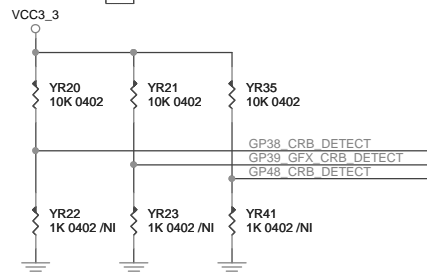 VCC3_3
YR20
10K 0402
YR21
10K 0402
YR35
10K 0402
GP38_CRB_DETECT
GP39_GFX_CRB_DETECT
GP48_CRB_DETECT
YR22
1K 0402 /NI
YR23
1K 0402 /NI
YR41
1K 0402 /NI